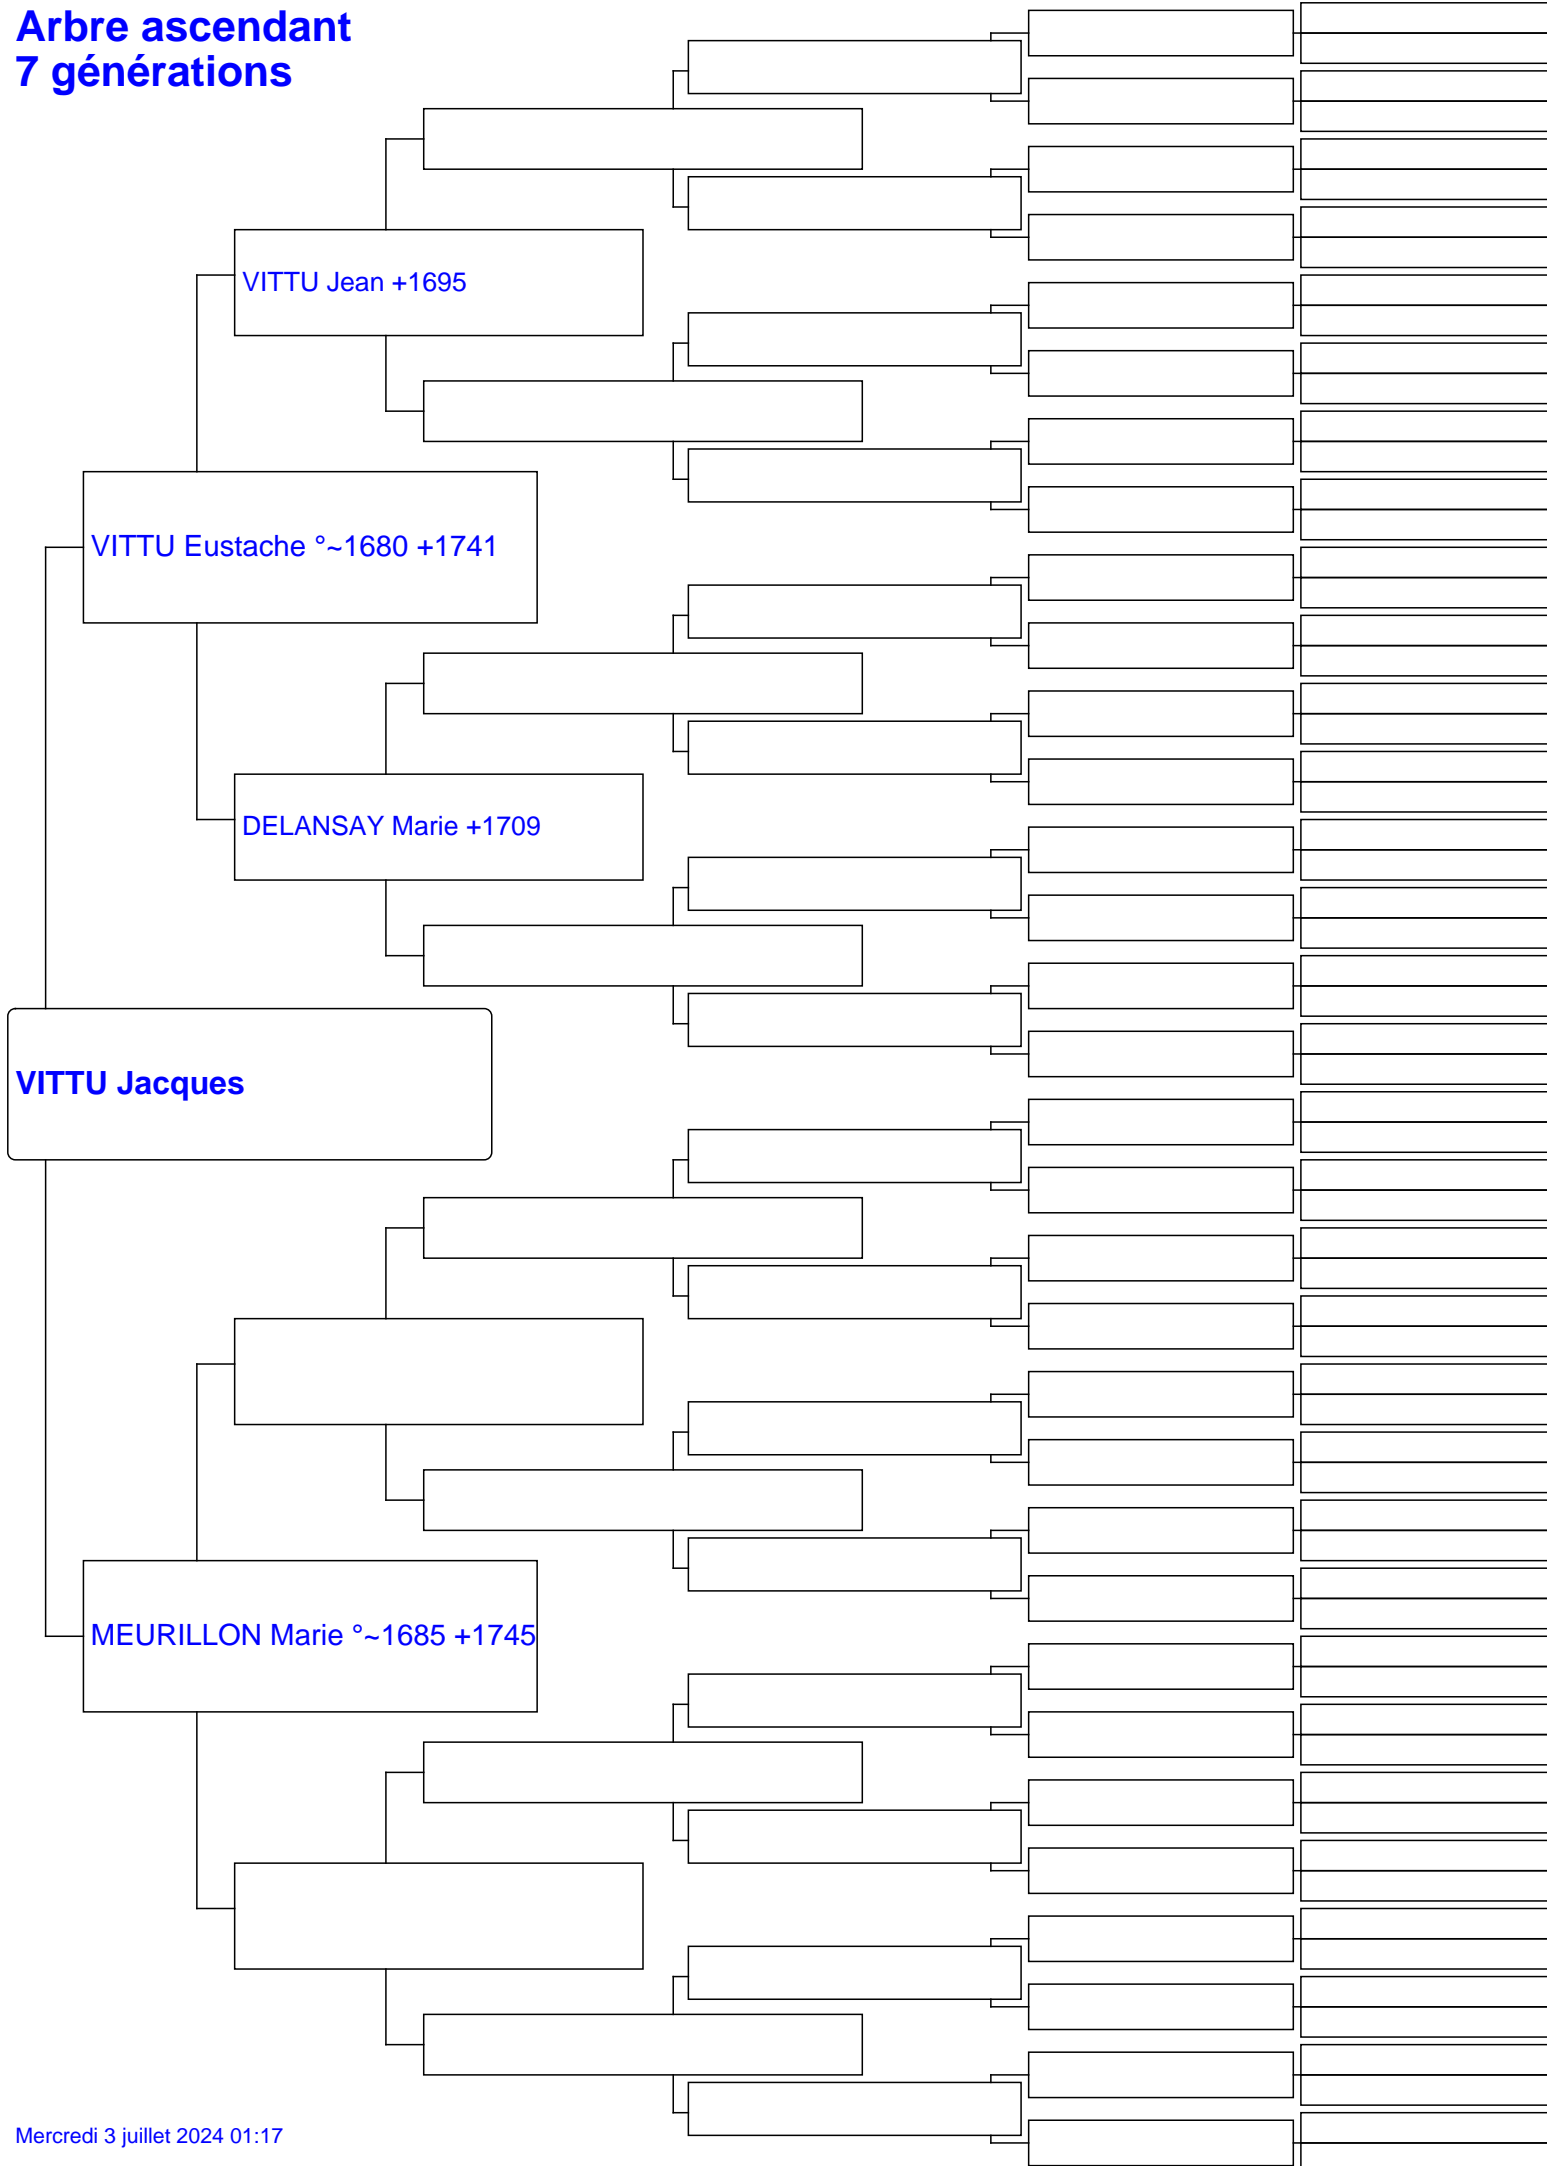 Arbre ascendant
7 générations
VITTU Jean +1695
VITTU Eustache °~1680 +1741
DELANSAY Marie +1709
VITTU Jacques
MEURILLON Marie °~1685 +1745
Mercredi 3 juillet 2024 01:17